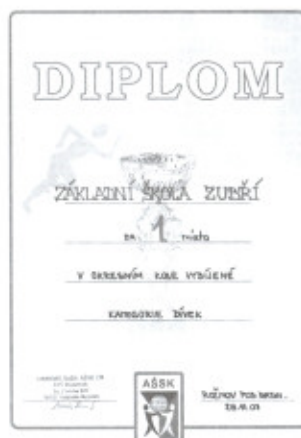 DIPLOM
ZÁKLADNÍ ŠKOLA ZUBŘÍ
za 1 místo
V OKRESNÍM KOLE VYBÍJENÉ
KATEGORIE DÍVEK
AŠSK
ROŽNOV POD RADH.